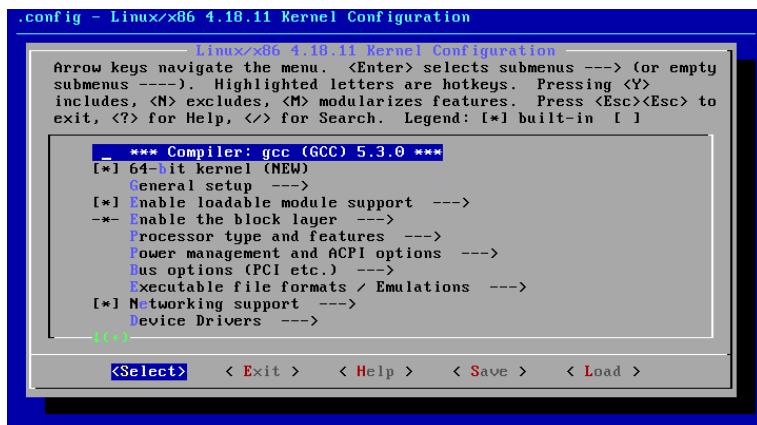 .config - Linux/x86 4.18.11 Kernel Configuration
Linux/x86 4.18.11 Kernel Configuration
Arrow keys navigate the menu.  <Enter> selects submenus ---> (or empty
submenus ----).  Highlighted letters are hotkeys.  Pressing <Y>
includes, <N> excludes, <M> modularizes features.  Press <Esc><Esc> to
exit, <?> for Help, </> for Search.  Legend: [*] built-in  [ ]
*** Compiler: gcc (GCC) 5.3.0 ***
[*] 64-bit kernel (NEW)
General setup  --->
[*] Enable loadable module support  --->
-*- Enable the block layer  --->
Processor type and features  --->
Power management and ACPI options  --->
Bus options (PCI etc.)  --->
Executable file formats / Emulations  --->
[*] Networking support  --->
Device Drivers  --->
<Select>    < Exit >    < Help >    < Save >    < Load >